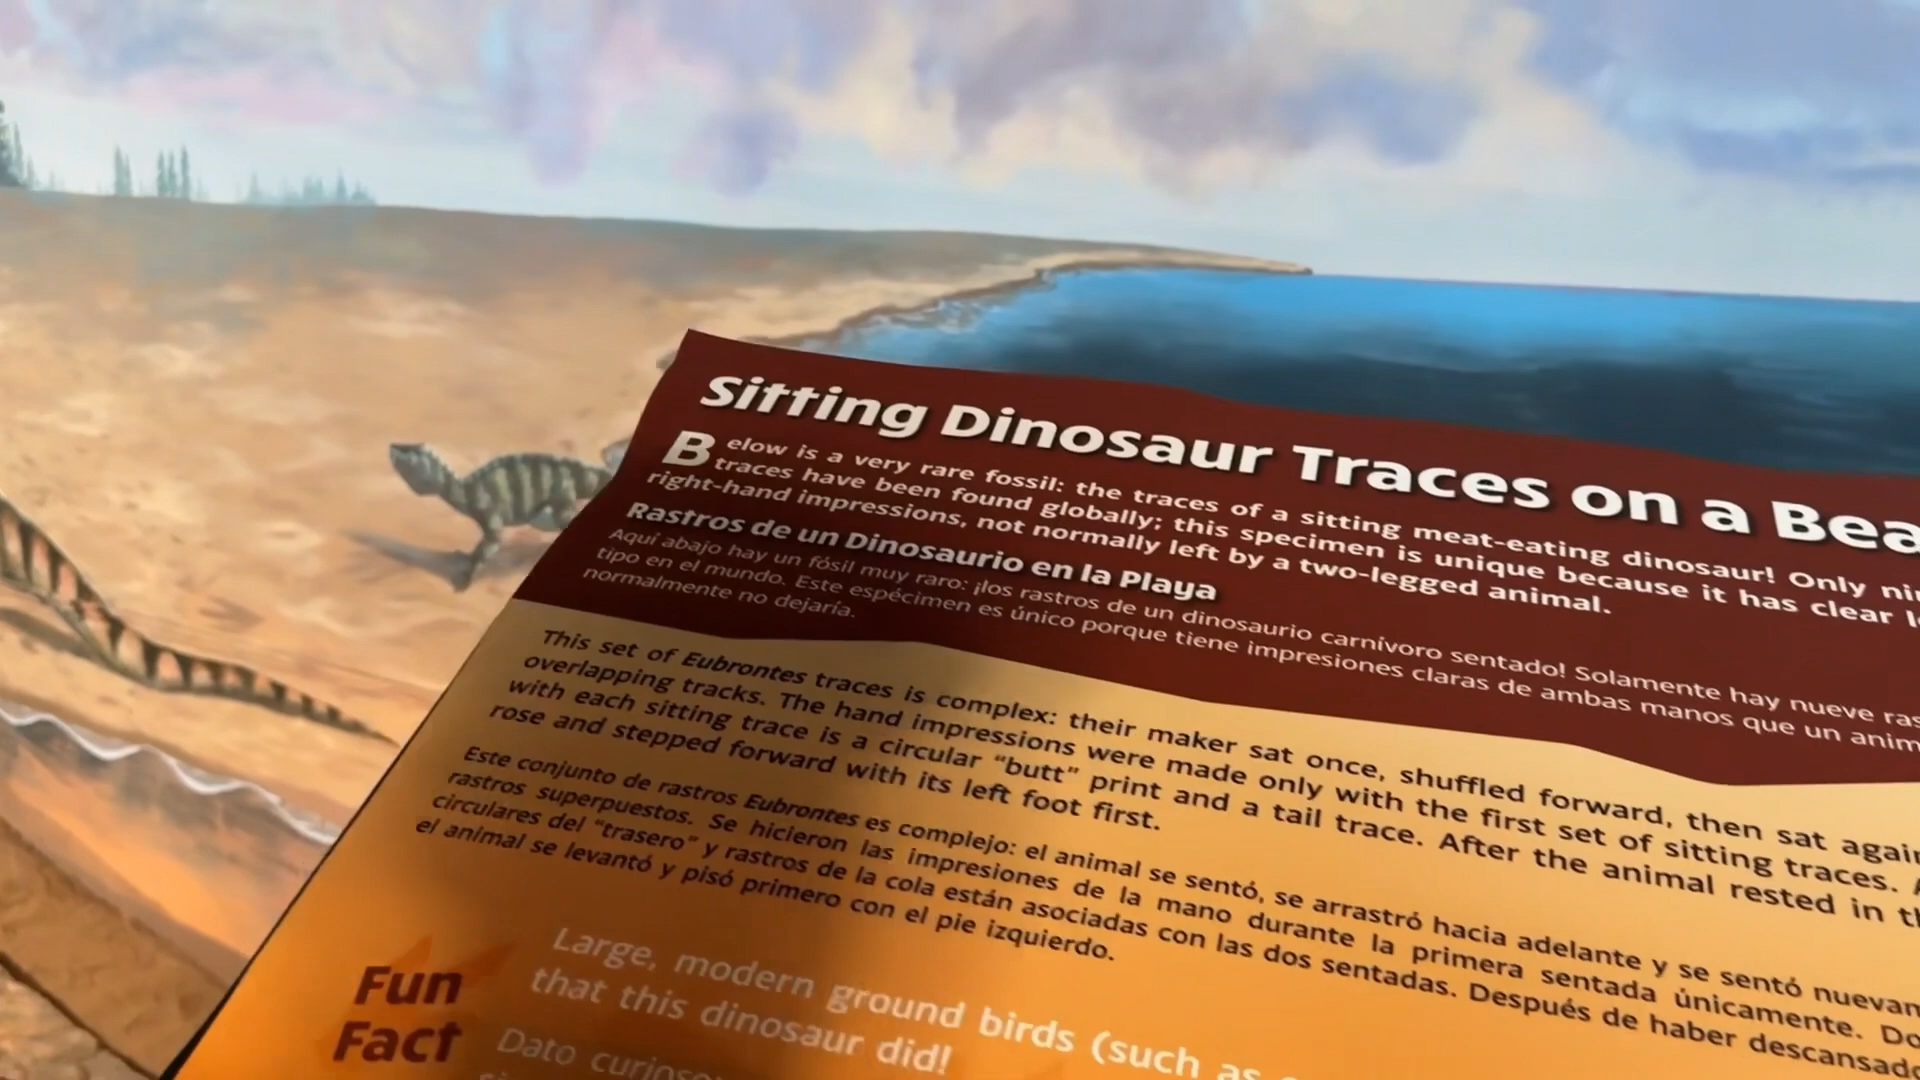 Sitting Dinosaur Traces on a
Below is a very rare fossil: the traces of a sitting meat-eating dinosaur! Only
traces have been found globally; this specimen is unique because it has clear
right-hand impressions, not normally left by a two-legged animal.
Rastros de un Dinosaurio en la Playa
Aquí abajo hay un fósil muy raro: ¡los rastros de un dinosaurio carnívoro sentado! Solamente hay nueve
tipo en el mundo. Este espécimen es único porque tiene impresiones claras de ambas manos que un
normalmente no dejaría.
This set of Eubrontes traces is complex: their maker sat once, shuffled forward, then sat again
overlapping tracks. The hand impressions were made only with the first set of sitting traces.
with each sitting trace is a circular “butt” print and a tail trace. After the animal rested in
rose and stepped forward with its left foot first.
Este conjunto de rastros Eubrontes es complejo: el animal se sentó, se arrastró hacia adelante y se sentó
rastros superpuestos. Se hicieron las impresiones de la mano durante la primera sentada únicamente.
circulares del “trasero” y rastros de la cola están asociadas con las dos sentadas. Después de haber descansado
el animal se levantó y pisó primero con el pie izquierdo.
Fun
Fact
Large, modern ground birds (such as
that this dinosaur did!
Dato